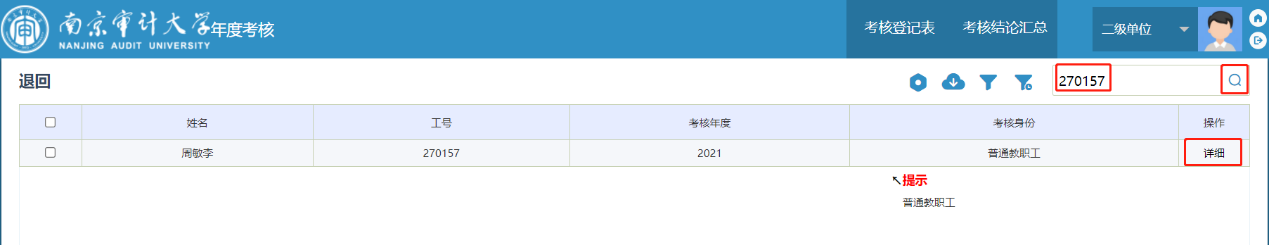 南京审计大学年度考核
NANJING AUDIT UNIVERSITY
考核登记表 考核结论汇总 二级单位
退回 270157
姓名 工号 考核年度 考核身份 操作
周敏李 270157 2021 普通教职工 详细
提示
普通教职工